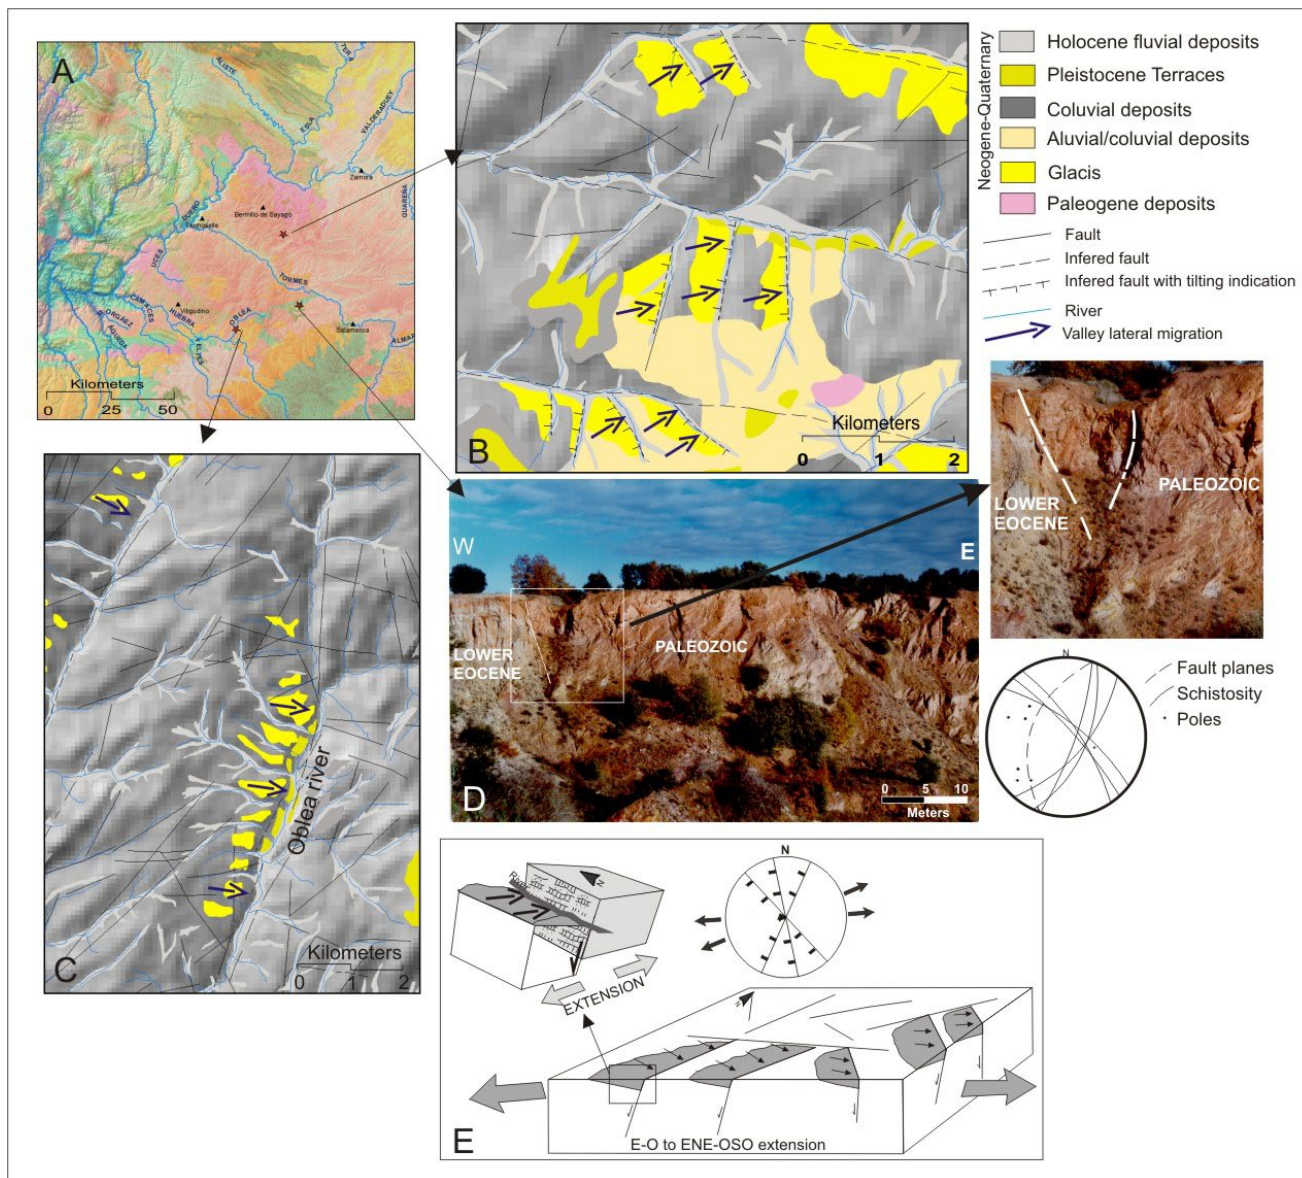 A
ALISTE
ESLA
VALDERADUEY
Zamora
GUAREÑA
DUERO
Bermillo de Sayago
Fermoselle
UCES
TORMES
Vitigudino
CAMACES
HUEBRA
OBLEA
ORGÁEZ
AGUEDA
YELTES
Salamanca
ALMAR
Kilometers
0 25 50
B
Kilometers
0 1 2
Neogene-Quaternary
Holocene fluvial deposits
Pleistocene Terraces
Coluvial deposits
Aluvial/coluvial deposits
Glacis
Paleogene deposits
Fault
Infered fault
Infered fault with tilting indication
River
Valley lateral migration
C
Oblea river
Kilometers
0 1 2
W
E
LOWER
EOCENE
PALEOZOIC
D
0 5 10
Meters
LOWER
EOCENE
PALEOZOIC
N
Fault planes
Schistosity
Poles
River
N
EXTENSION
N
N
E
E-O to ENE-OSO extension